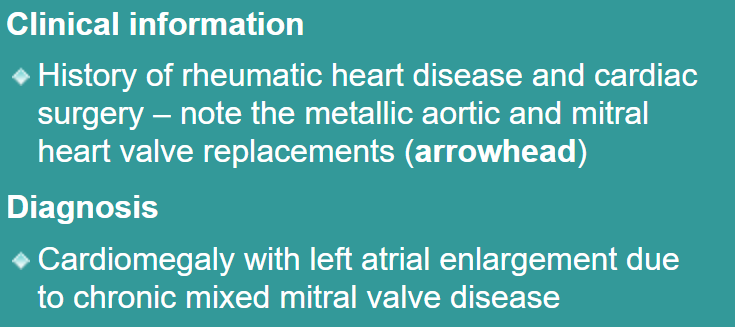 Clinical information
History of rheumatic heart disease and cardiac
surgery – note the metallic aortic and mitral
heart valve replacements (arrowhead)
Diagnosis
Cardiomegaly with left atrial enlargement due
to chronic mixed mitral valve disease